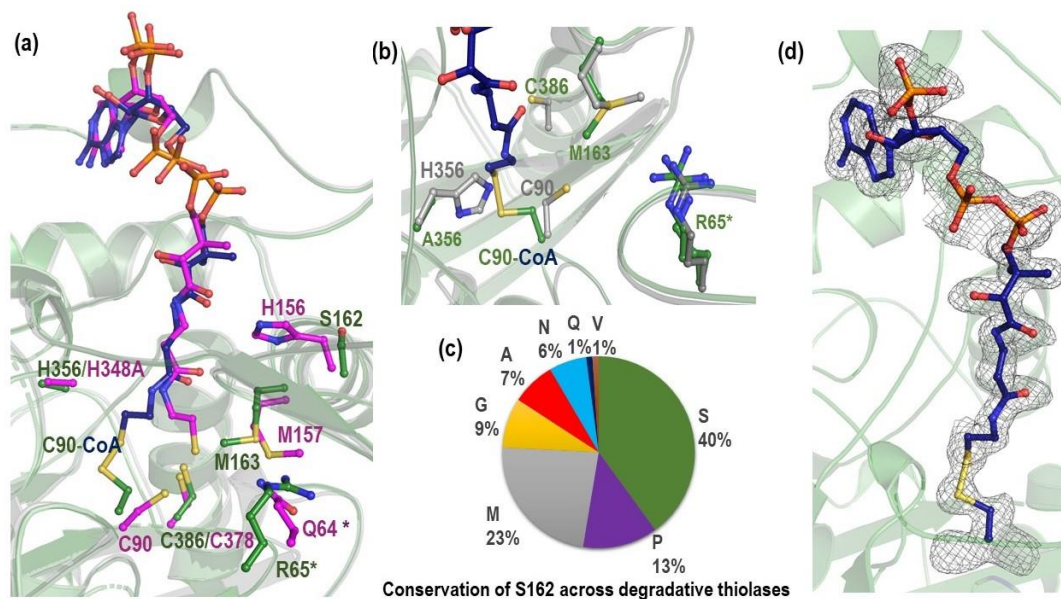 (a)
H156
S162
H356/H348A
C90-CoA
M163
M157
C90
C386/C378
Q64 *
R65*
(b)
C386
M163
H356
C90
A356
C90-CoA
R65*
(c)
N
6%
Q
1%
V
1%
A
7%
G
9%
S
40%
M
23%
P
13%
Conservation of S162 across degradative thiolases
(d)